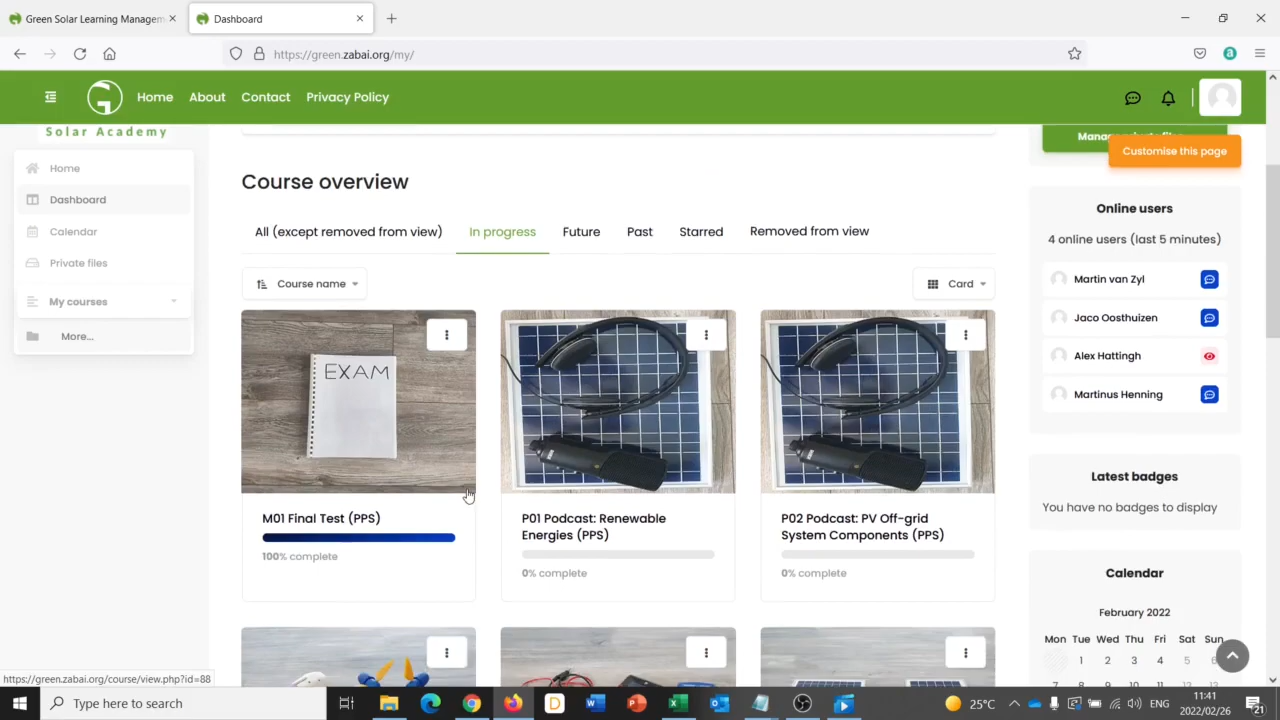 Green Solar Learning Managem
Dashboard
https://green.zabai.org/my/
Home About Contact Privacy Policy
Solar Academy
Home
Dashboard
Calendar
Private files
My courses
More...
Customise this page
Course overview
All (except removed from view) In progress Future Past Starred Removed from view
Course name
Card
EXAM
M01 Final Test (PPS)
100% complete
P01 Podcast: Renewable
Energies (PPS)
0% complete
P02 Podcast: PV Off-grid
System Components (PPS)
0% complete
Online users
4 online users (last 5 minutes)
Martin van Zyl
Jaco Oosthuizen
Alex Hattingh
Martinus Henning
Latest badges
You have no badges to display
Calendar
February 2022
Mon Tue Wed Thu Fri Sat Sun
1 2 3 4 5
https://green.zabai.org/course/view.php?id=88
Type here to search
25°C
ENG
11:41
2022/02/26
21